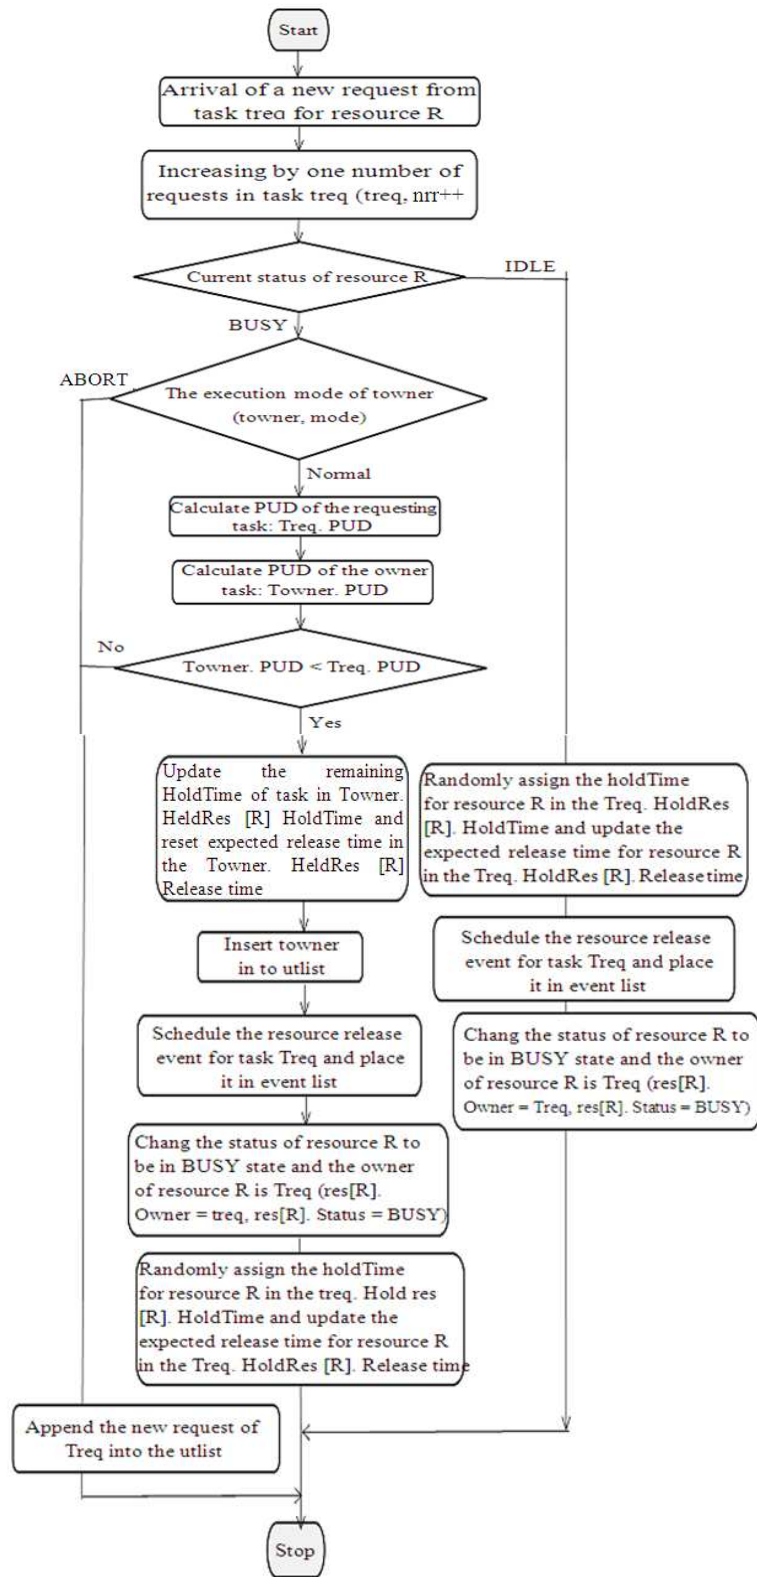 Start
Arrival of a new request from
task treq for resource R
Increasing by one number of
requests in task treq (treq, nrr++
Current status of resource R
IDLE
BUSY
ABORT
The execution mode of towner
(towner, mode)
Normal
Calculate PUD of the requesting
task: Treq. PUD
Calculate PUD of the owner
task: Towner. PUD
No
Towner. PUD < Treq. PUD
Yes
Update the remaining
HoldTime of task in Towner.
HeldRes [R] HoldTime and
reset expected release time in
the Towner. HeldRes [R]
Release time
Randomly assign the holdTime
for resource R in the Treq. HoldRes
[R]. HoldTime and update the
expected release time for resource R
in the Treq. HoldRes [R]. Release time
Insert towner
in to utlist
Schedule the resource release
event for task Treq and place
it in event list
Schedule the resource release
event for task Treq and place
it in event list
Chang the status of resource R to
be in BUSY state and the owner
of resource R is Treq (res[R].
Owner = Treq, res[R]. Status = BUSY)
Chang the status of resource R to
be in BUSY state and the owner
of resource R is Treq (res[R].
Owner = treq, res[R]. Status = BUSY)
Randomly assign the holdTime
for resource R in the treq. Hold res
[R]. HoldTime and update the
expected release time for resource R
in the Treq. HoldRes [R]. Release time
Append the new request of
Treq into the utlist
Stop